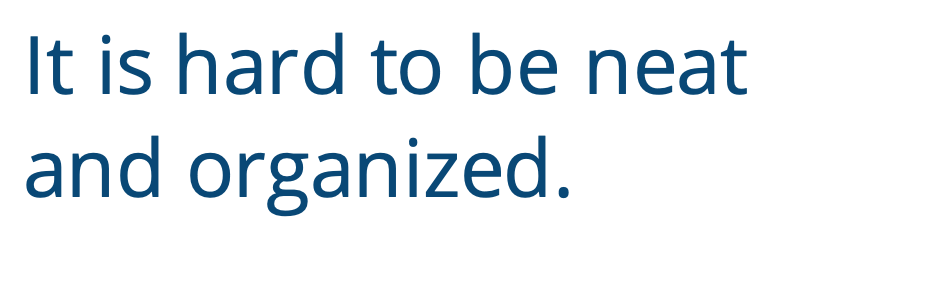 It is hard to be neat
and organized.